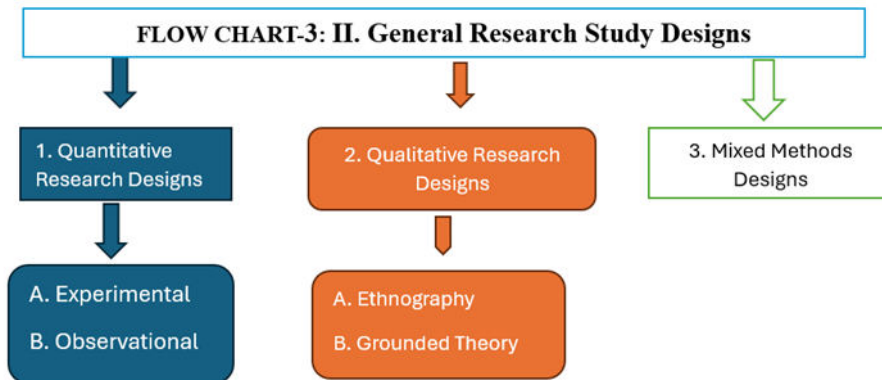 FLOW CHART-3: II. General Research Study Designs
1. Quantitative
Research Designs
2. Qualitative Research
Designs
3. Mixed Methods
Designs
A. Experimental
B. Observational
A. Ethnography
B. Grounded Theory